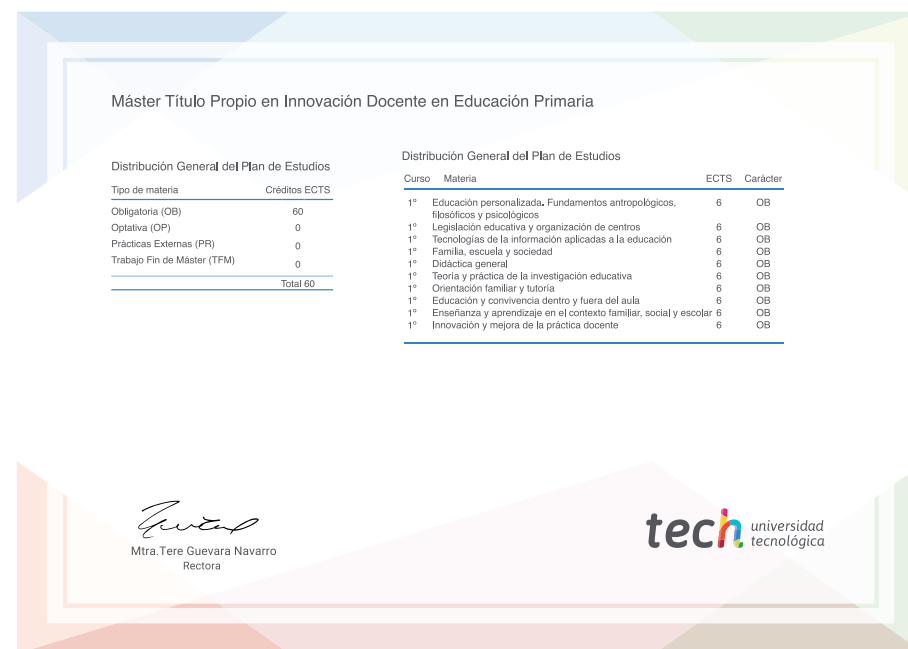 Máster Título Propio en Innovación Docente en Educación Primaria
Distribución General del Plan de Estudios
Tipo de materia Créditos ECTS
Obligatoria (OB) 60
Optativa (OP) 0
Prácticas Externas (PR) 0
Trabajo Fin de Máster (TFM) 0
Total 60
Distribución General del Plan de Estudios
Curso Materia ECTS Carácter
1º Educación personalizada. Fundamentos antropológicos, 6 OB
filosóficos y psicológicos
1º Legislación educativa y organización de centros 6 OB
1º Tecnologías de la información aplicadas a la educación 6 OB
1º Familia, escuela y sociedad 6 OB
1º Didáctica general 6 OB
1º Teoría y práctica de la investigación educativa 6 OB
1º Orientación familiar y tutoría 6 OB
1º Educación y convivencia dentro y fuera del aula 6 OB
1º Enseñanza y aprendizaje en el contexto familiar, social y escolar 6 OB
1º Innovación y mejora de la práctica docente 6 OB
Mtra.Tere Guevara Navarro
Rectora
tech universidad
tecnológica